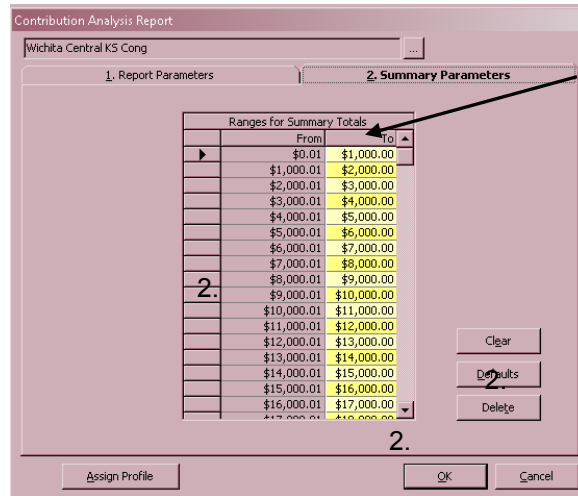 Contribution Analysis Report
Wichita Central KS Cong ...
1. Report Parameters 2. Summary Parameters
Ranges for Summary Totals
From To
$0.01 $1,000.00
$1,000.01 $2,000.00
$2,000.01 $3,000.00
$3,000.01 $4,000.00
$4,000.01 $5,000.00
$5,000.01 $6,000.00
$6,000.01 $7,000.00
$7,000.01 $8,000.00
$8,000.01 $9,000.00
2.
$9,000.01 $10,000.00
$10,000.01 $11,000.00
$11,000.01 $12,000.00
$12,000.01 $13,000.00
$13,000.01 $14,000.00
$14,000.01 $15,000.00
$15,000.01 $16,000.00
$16,000.01 $17,000.00
$17,000.01 $18,000.00
Clear
Defaults
2.
Delete
2.
Assign Profile OK Cancel